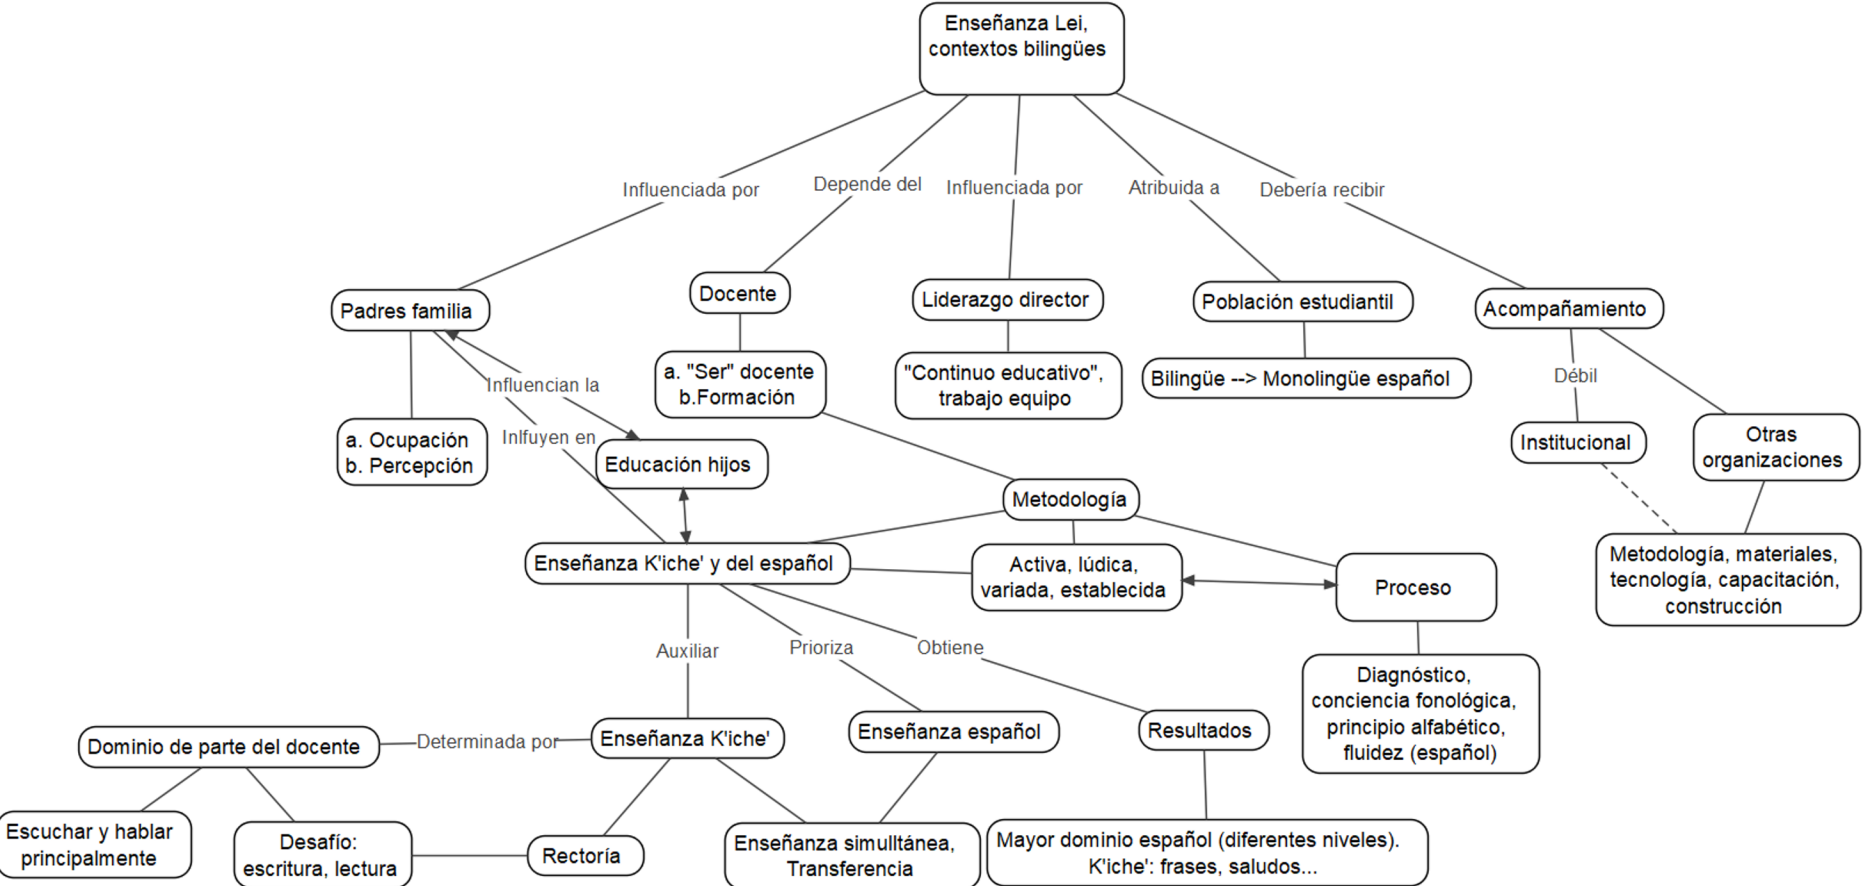 Enseñanza Lei,
contextos bilingües
Influenciada por
Depende del
Influenciada por
Atribuida a
Debería recibir
Padres familia
Docente
Liderazgo director
Población estudiantil
Acompañamiento
a. "Ser" docente
b.Formación
"Continuo educativo",
trabajo equipo
Bilingüe --> Monolingüe español
Débil
Influencian la
a. Ocupación
b. Percepción
Inlfuyen en
Educación hijos
Institucional
Otras
organizaciones
Metodología
Enseñanza K'iche' y del español
Activa, lúdica,
variada, establecida
Proceso
Metodología, materiales,
tecnología, capacitación,
construcción
Auxiliar
Prioriza
Obtiene
Diagnóstico,
conciencia fonológica,
principio alfabético,
fluidez (español)
Dominio de parte del docente
Determinada por
Enseñanza K'iche'
Enseñanza español
Resultados
Escuchar y hablar
principalmente
Desafío:
escritura, lectura
Rectoría
Enseñanza simulltánea,
Transferencia
Mayor dominio español (diferentes niveles).
K'iche': frases, saludos...